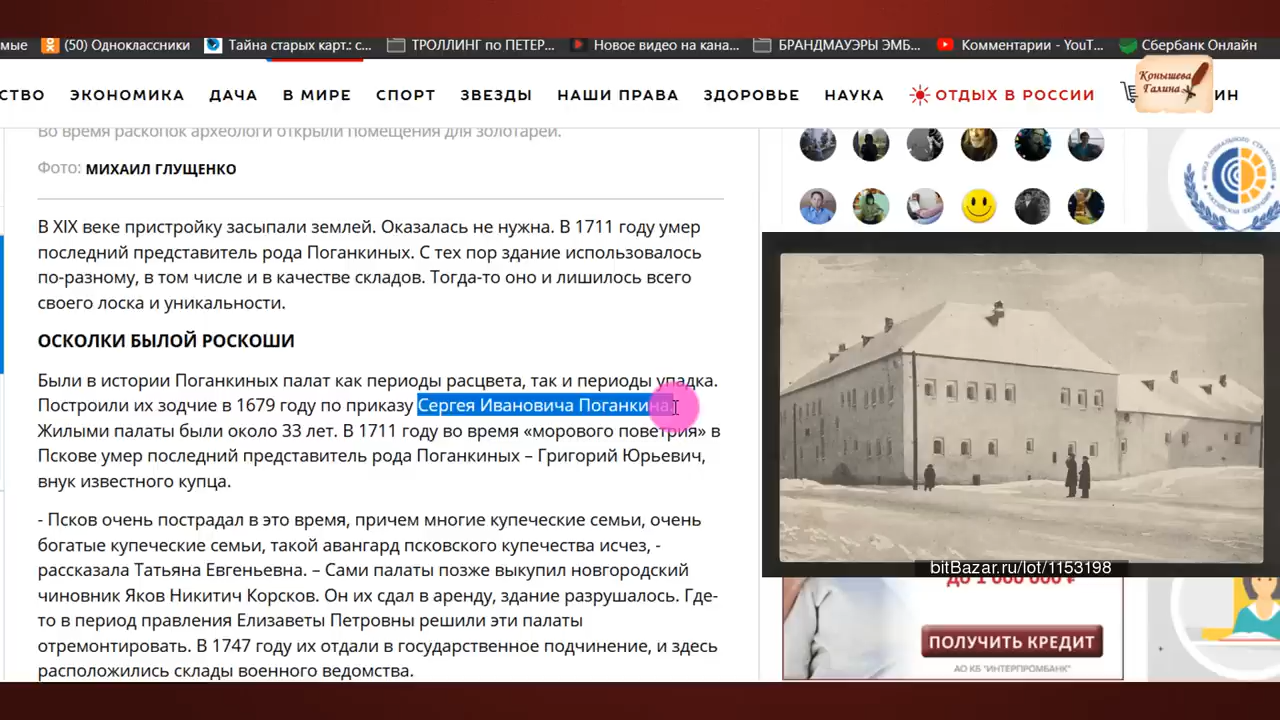 мые
(50) Одноклассники
Тайна старых карт.: с...
ТРОЛЛИНГ по ПЕТЕР...
Новое видео на кана...
БРАНДМАУЭРЫ ЭМБ...
Комментарии - YouT...
Сбербанк Онлайн
СТВО ЭКОНОМИКА ДАЧА В МИРЕ СПОРТ ЗВЕЗДЫ НАШИ ПРАВА ЗДОРОВЬЕ НАУКА ОТДЫХ В РОССИИ ЗВ ИН
Конышева
Галина
Во время раскопок археологи открыли помещения для золотарей.
Фото: МИХАИЛ ГЛУЩЕНКО
В XIX веке пристройку засыпали землей. Оказалась не нужна. В 1711 году умер
последний представитель рода Поганкиных. С тех пор здание использовалось
по-разному, в том числе и в качестве складов. Тогда-то оно и лишилось всего
своего лоска и уникальности.
ОСКОЛКИ БЫЛОЙ РОСКОШИ
Были в истории Поганкиных палат как периоды расцвета, так и периоды упадка.
Построили их зодчие в 1679 году по приказу Сергея Ивановича Поганкина.
Жилыми палаты были около 33 лет. В 1711 году во время «морового поветрия» в
Пскове умер последний представитель рода Поганкиных – Григорий Юрьевич,
внук известного купца.
- Псков очень пострадал в это время, причем многие купеческие семьи, очень
богатые купеческие семьи, такой авангард псковского купечества исчез, -
рассказала Татьяна Евгеньевна. – Сами палаты позже выкупил новгородский
чиновник Яков Никитич Корсков. Он их сдал в аренду, здание разрушалось. Где-
то в период правления Елизаветы Петровны решили эти палаты
отремонтировать. В 1747 году их отдали в государственное подчинение, и здесь
расположились склады военного ведомства.
bitBazar.ru/lot/1153198
до 1 000 000 ₽
ПОЛУЧИТЬ КРЕДИТ
АО КБ "ИНТЕРПРОМБАНК"